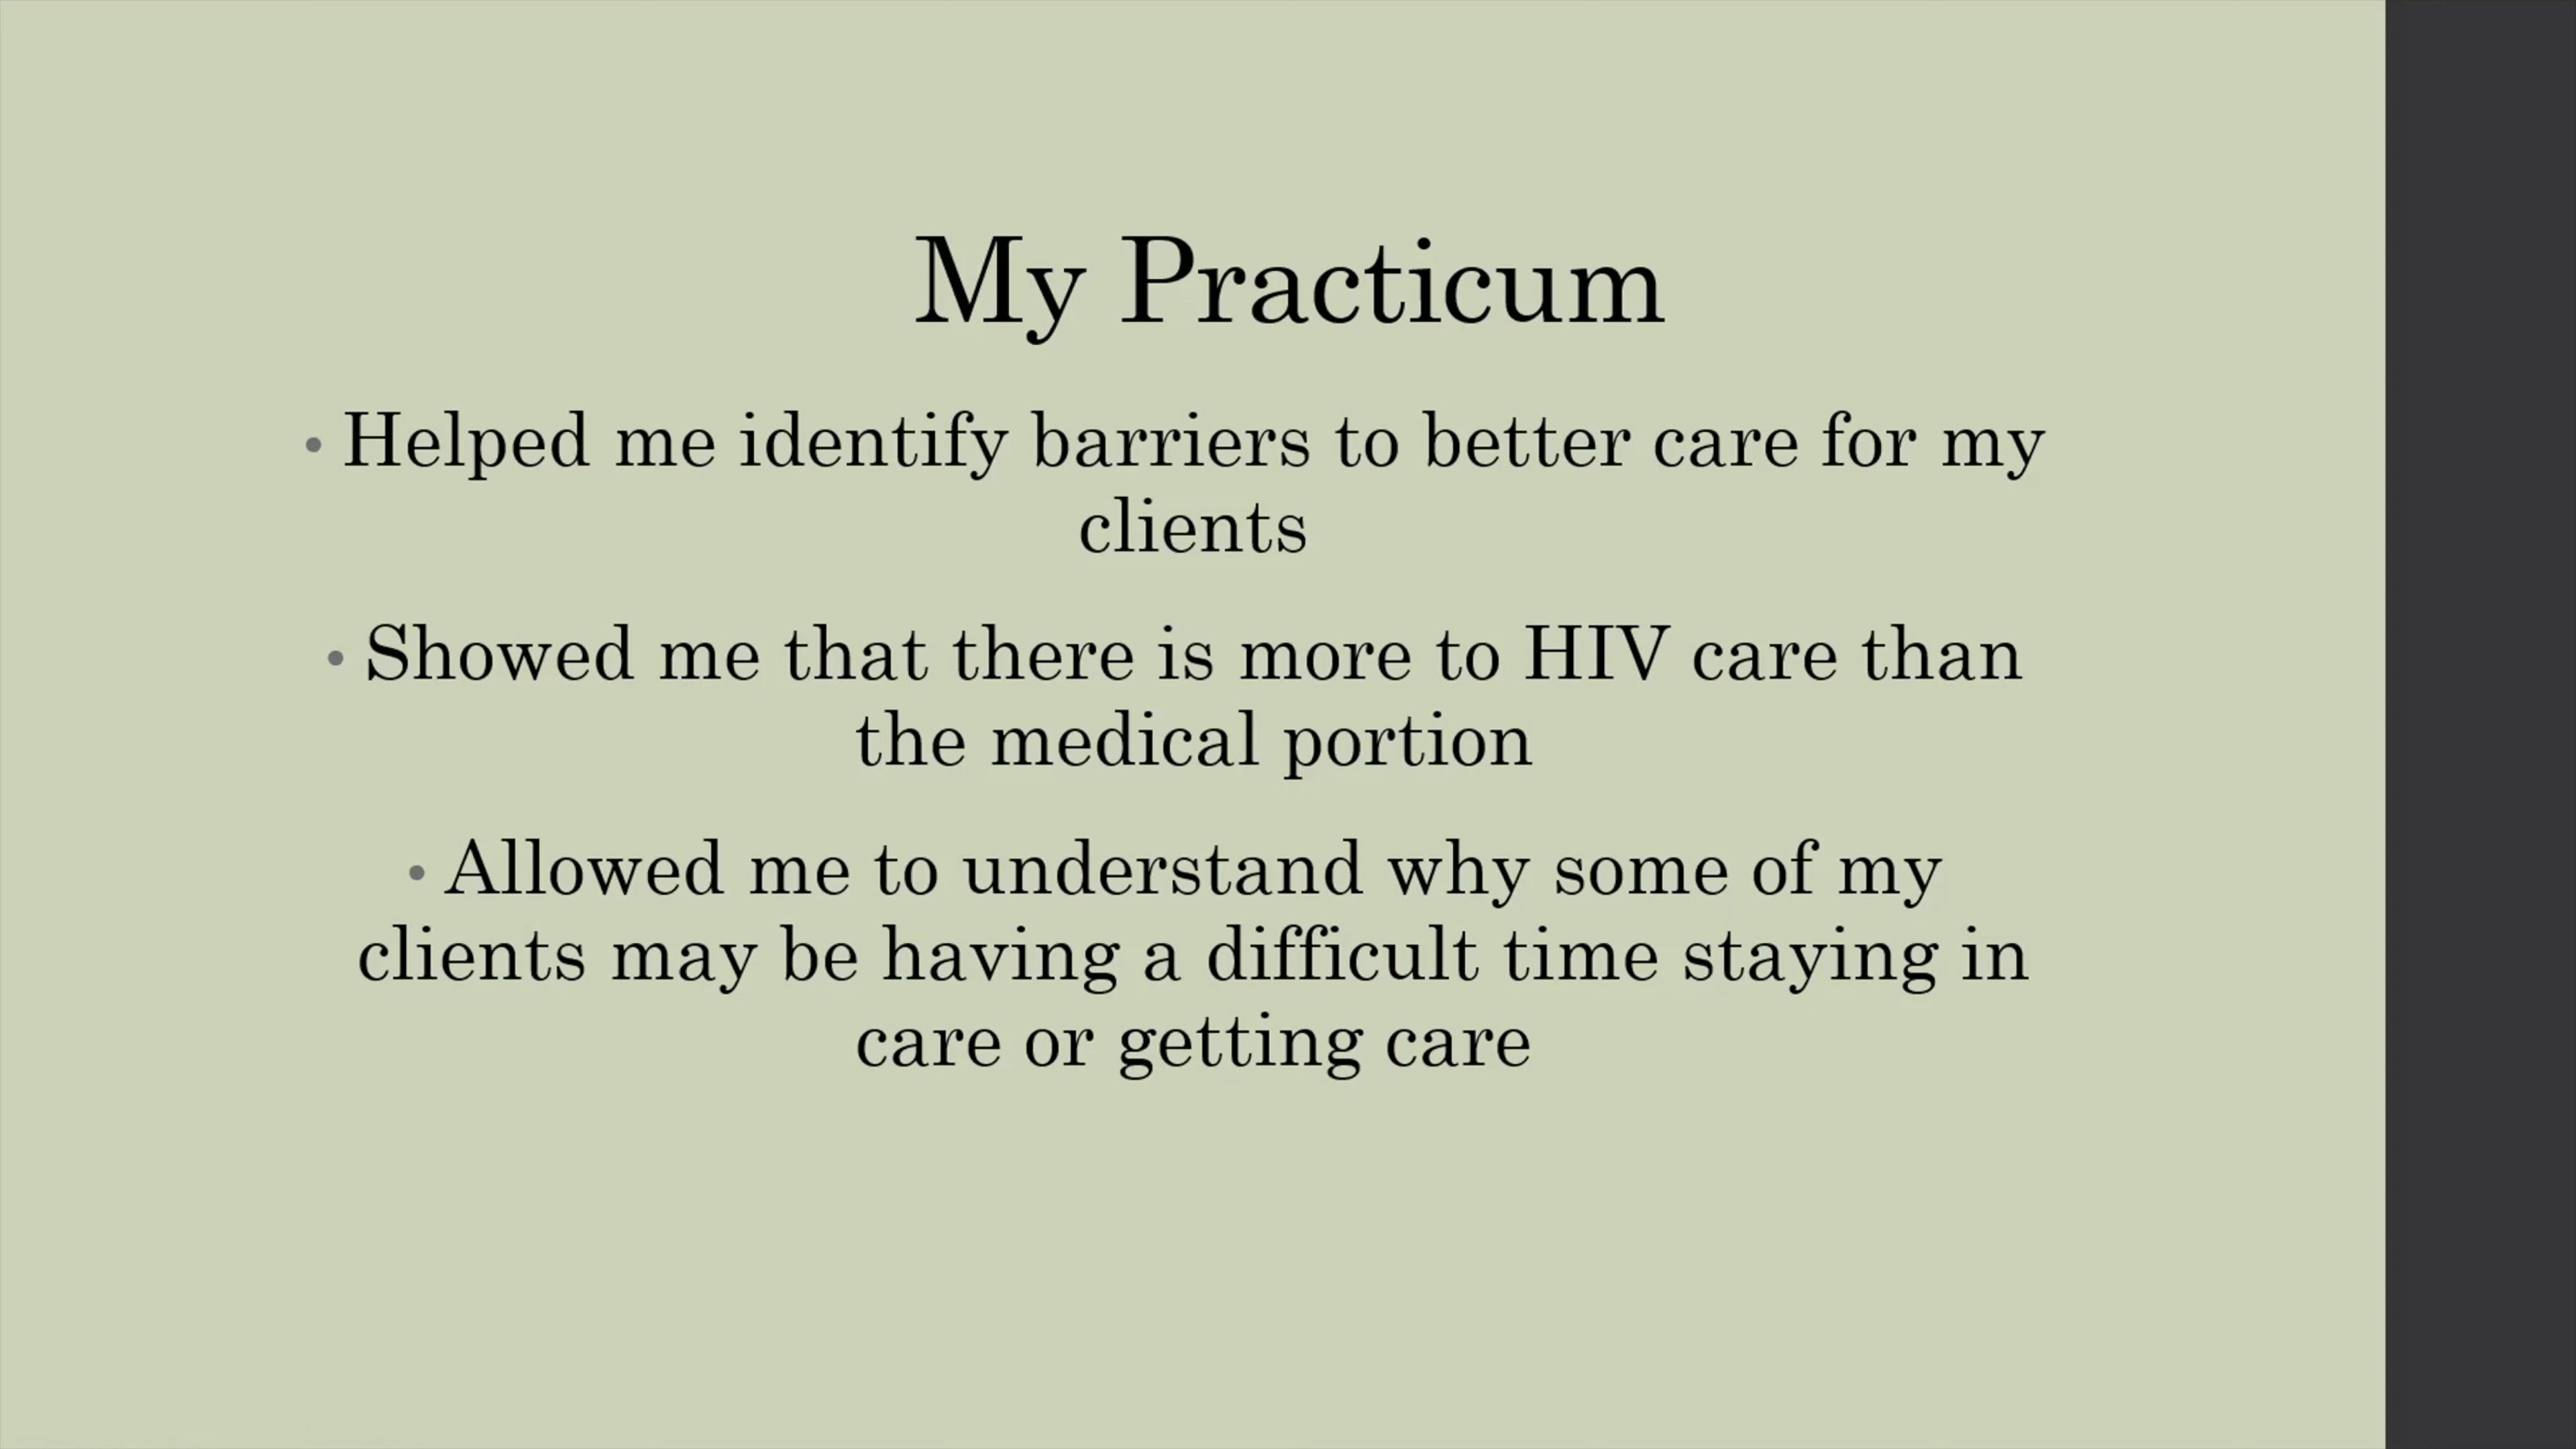 My Practicum
• Helped me identify barriers to better care for my
clients
• Showed me that there is more to HIV care than
the medical portion
• Allowed me to understand why some of my
clients may be having a difficult time staying in
care or getting care